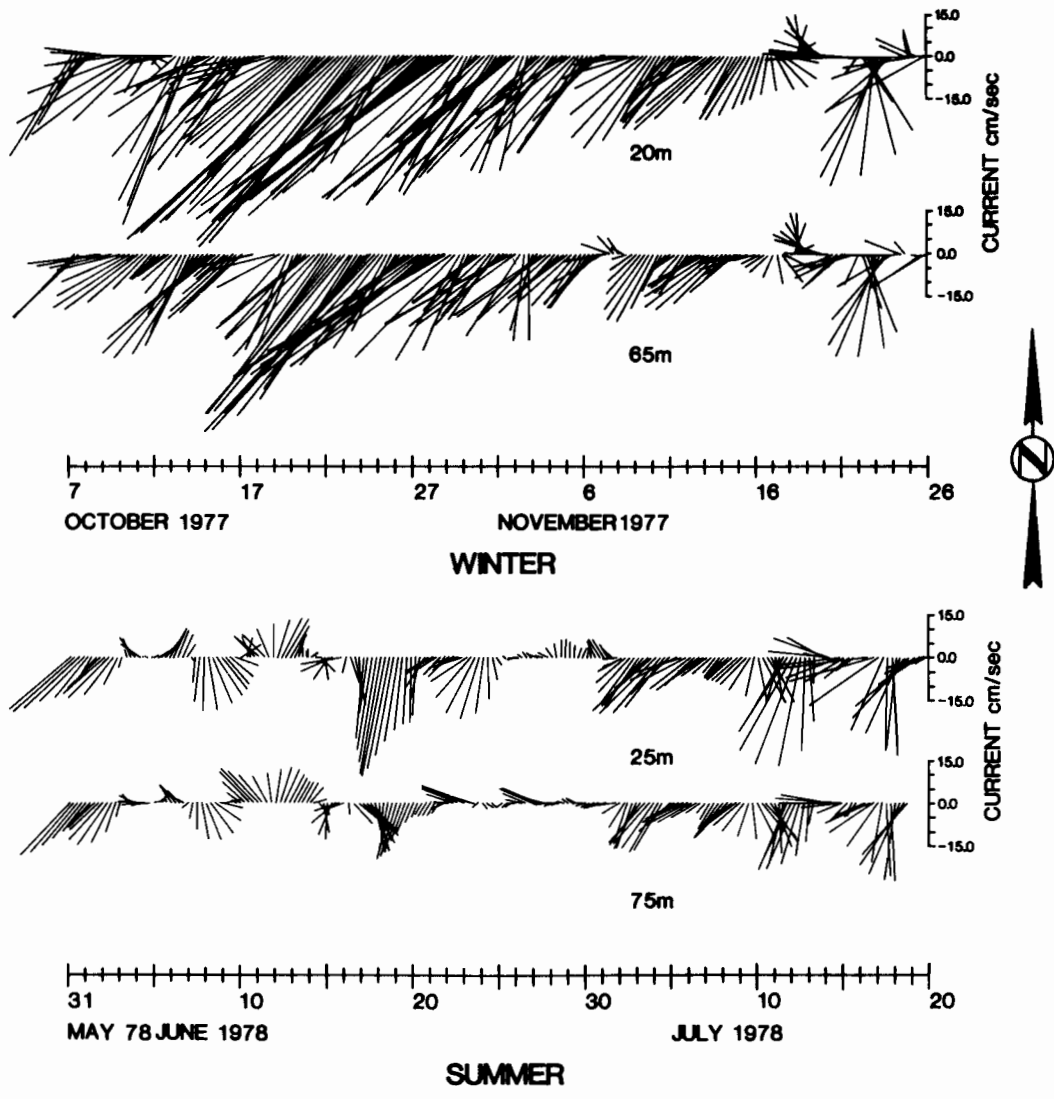 15.0
0.0
-15.0
CURRENT cm/sec
20m
15.0
0.0
-15.0
65m
N
7 17 27 6 16 26
OCTOBER 1977 NOVEMBER 1977
WINTER
15.0
0.0
-15.0
CURRENT cm/sec
25m
15.0
0.0
-15.0
75m
31 10 20 30 10 20
MAY 78 JUNE 1978 JULY 1978
SUMMER